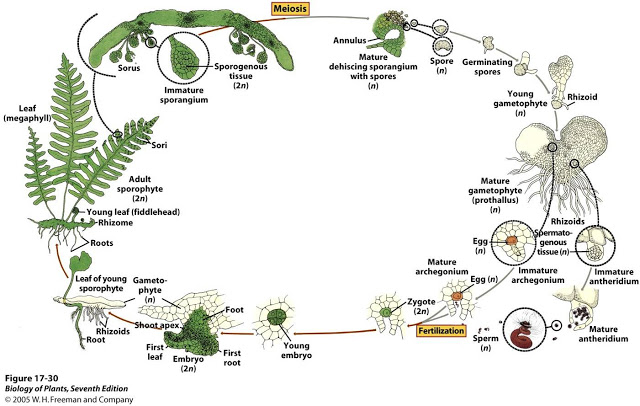 Meiosis
Sorus
Sporogenous
tissue
(2n)
Immature
sporangium
Annulus
Mature
dehiscing sporangium
with spores (n)
Spore
(n)
Germinating
spores
Young
gametophyte (n)
Rhizoid
Leaf
(megaphyll)
Sori
Adult
sporophyte
(2n)
Young leaf (fiddlehead)
Rhizome
Roots
Mature
gametophyte
(prothallus)
(n)
Rhizoids
Egg
(n)
Spermato-
genous
tissue (n)
Immature
archegonium
Immature
antheridium
Mature
archegonium
Egg (n)
Zygote
(2n)
Fertilization
Sperm
(n)
Mature
antheridium
Leaf of young
sporophyte
Gameto-
phyte
(n)
Rhizoids
Root
Shoot apex
Foot
First
leaf
Embryo
(2n)
First
root
Young
embryo
Figure 17-30
Biology of Plants, Seventh Edition
© 2005 W. H. Freeman and Company